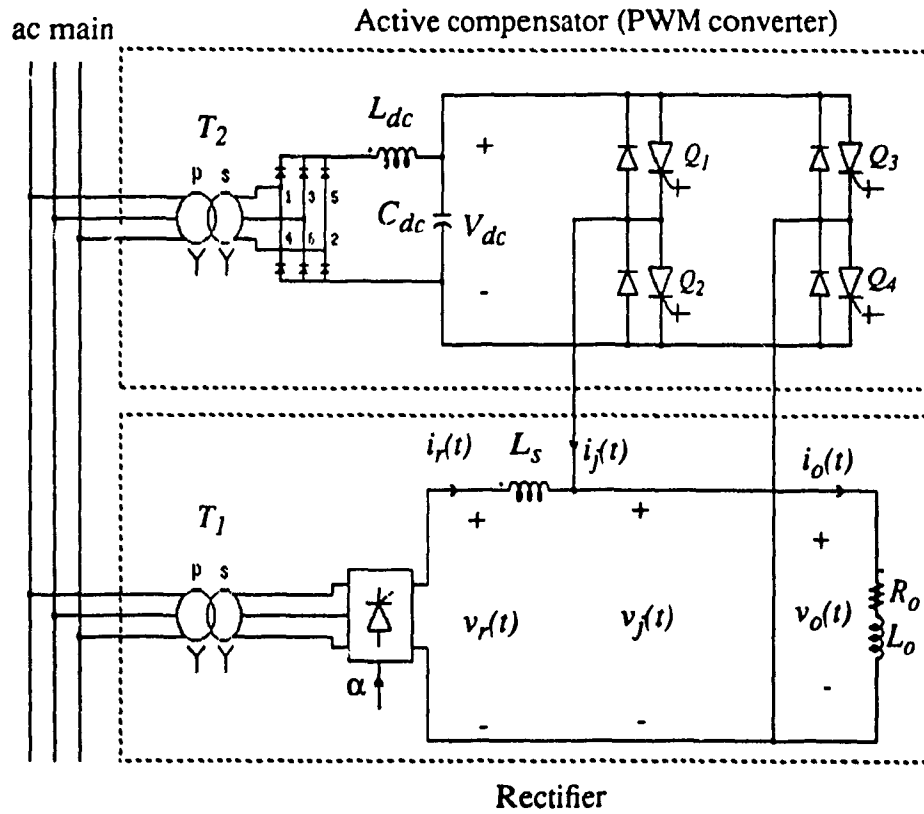 Active compensator (PWM converter)
ac main
T2
p s
Ldc
+
Cdc
Vdc
-
1 3 5
4 6 2
Q1
Q3
Q2
Q4
ir(t)
Ls
ij(t)
io(t)
T1
p s
α
+
vr(t)
-
+
vj(t)
-
+
vo(t)
-
Ro
Lo
Rectifier